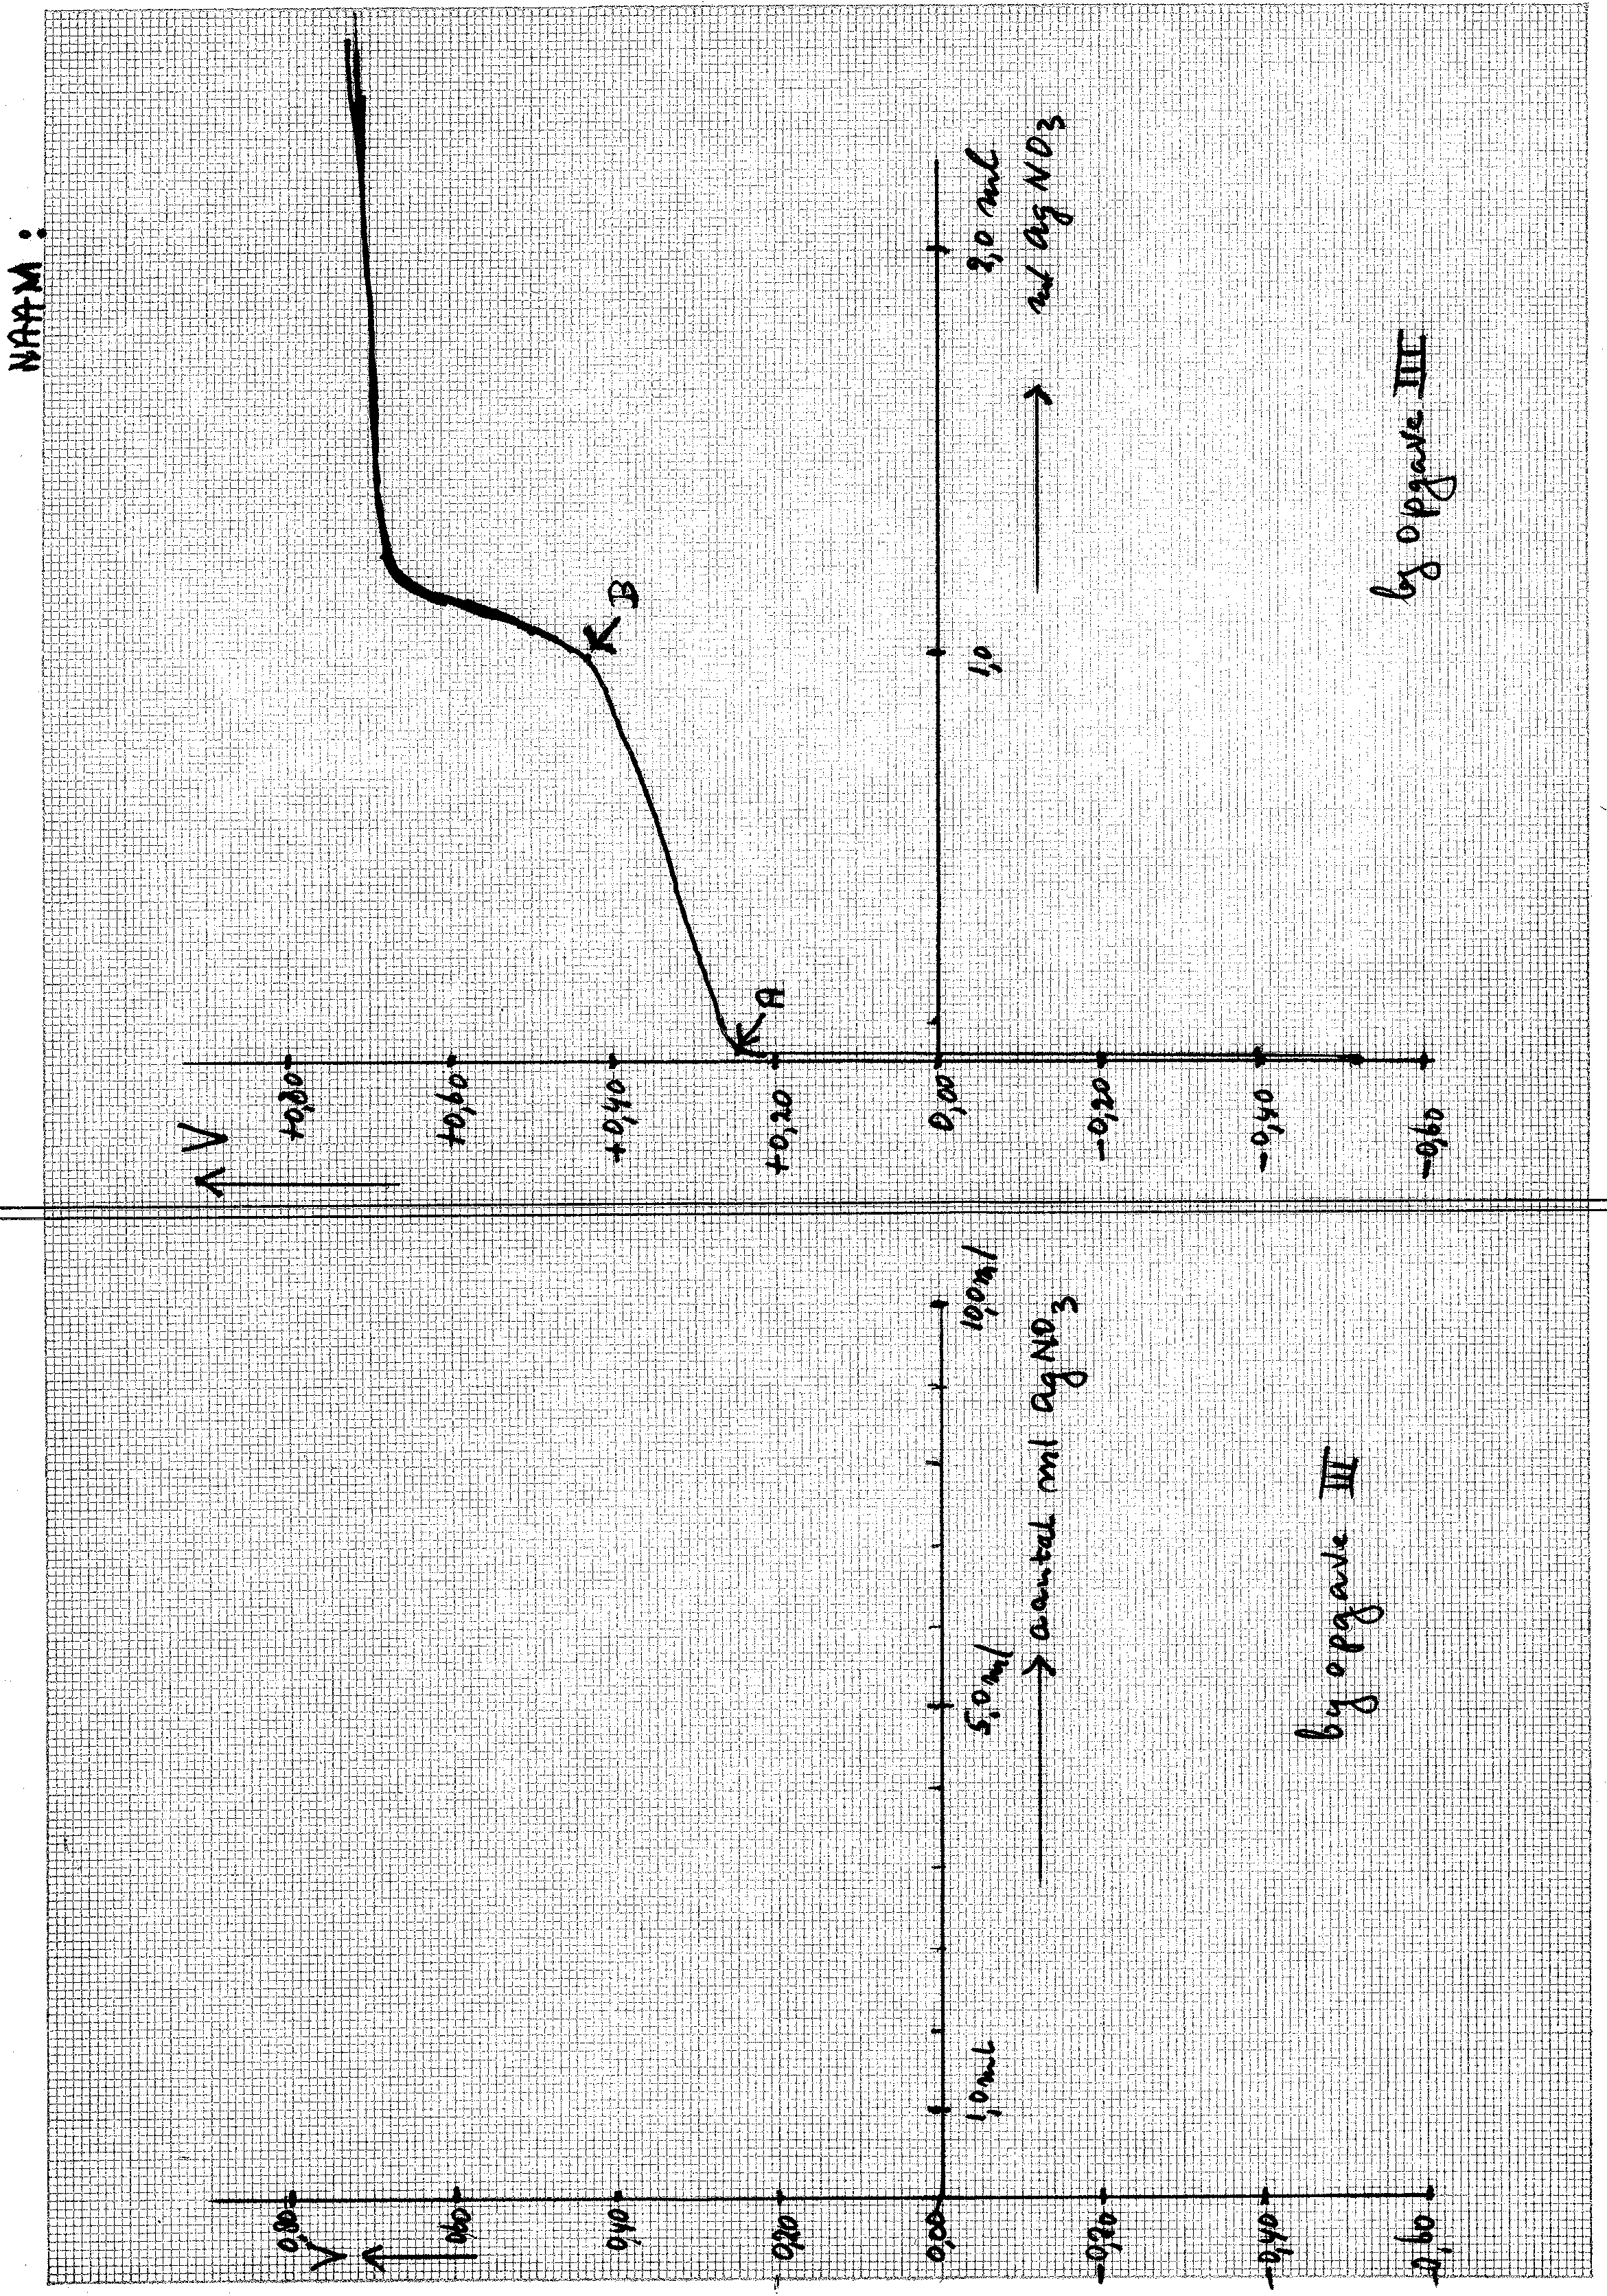 NAAM :
V
+0,80
+0,60
+0,40
+0,20
0,00
-0,20
-0,40
-0,60
A
B
1,0
2,0 ml
ml AgNO3
by opgave III
V
0,80
0,60
0,40
0,20
0,00
-0,20
-0,40
-0,60
1,0 ml
5,0 ml
10,0 ml
aantal ml AgNO3
by opgave III